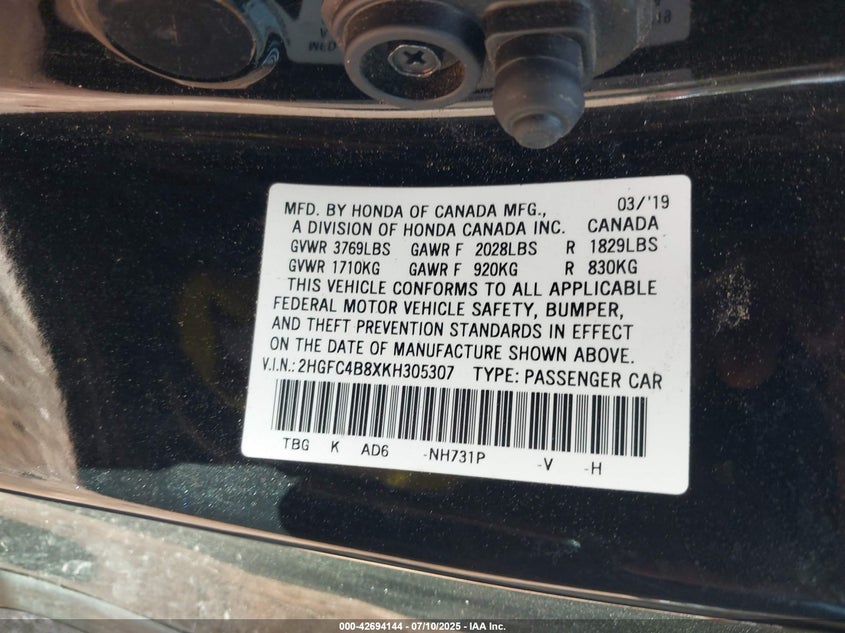 MFD. BY HONDA OF CANADA MFG., 03/'19
A DIVISION OF HONDA CANADA INC. CANADA
GVWR 3769LBS GAWR F 2028LBS R 1829LBS
GVWR 1710KG GAWR F 920KG R 830KG
THIS VEHICLE CONFORMS TO ALL APPLICABLE
FEDERAL MOTOR VEHICLE SAFETY, BUMPER,
AND THEFT PREVENTION STANDARDS IN EFFECT
ON THE DATE OF MANUFACTURE SHOWN ABOVE.
V.I.N.: 2HGFC4B8XKH305307 TYPE: PASSENGER CAR
TBG K AD6 -NH731P -V -H
000-42694144 - 07/10/2025 - IAA Inc.